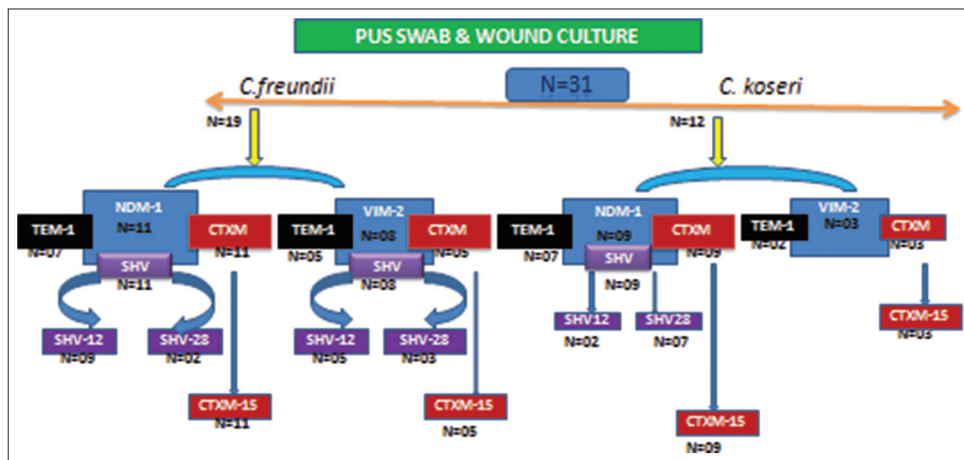 PUS SWAB & WOUND CULTURE
C.freundii
N=31
C. koseri
N=19
N=12
NDM-1
N=11
TEM-1
N=07
CTXM
N=11
SHV
N=11
SHV-12
N=09
SHV-28
N=02
CTXM-15
N=11
VIM-2
N=08
TEM-1
N=05
CTXM
N=05
SHV
N=08
SHV-12
N=05
SHV-28
N=03
CTXM-15
N=05
NDM-1
N=09
TEM-1
N=07
CTXM
N=09
SHV
N=09
SHV12
N=02
SHV28
N=07
CTXM-15
N=09
VIM-2
N=03
TEM-1
N=02
CTXM
N=03
CTXM-15
N=03